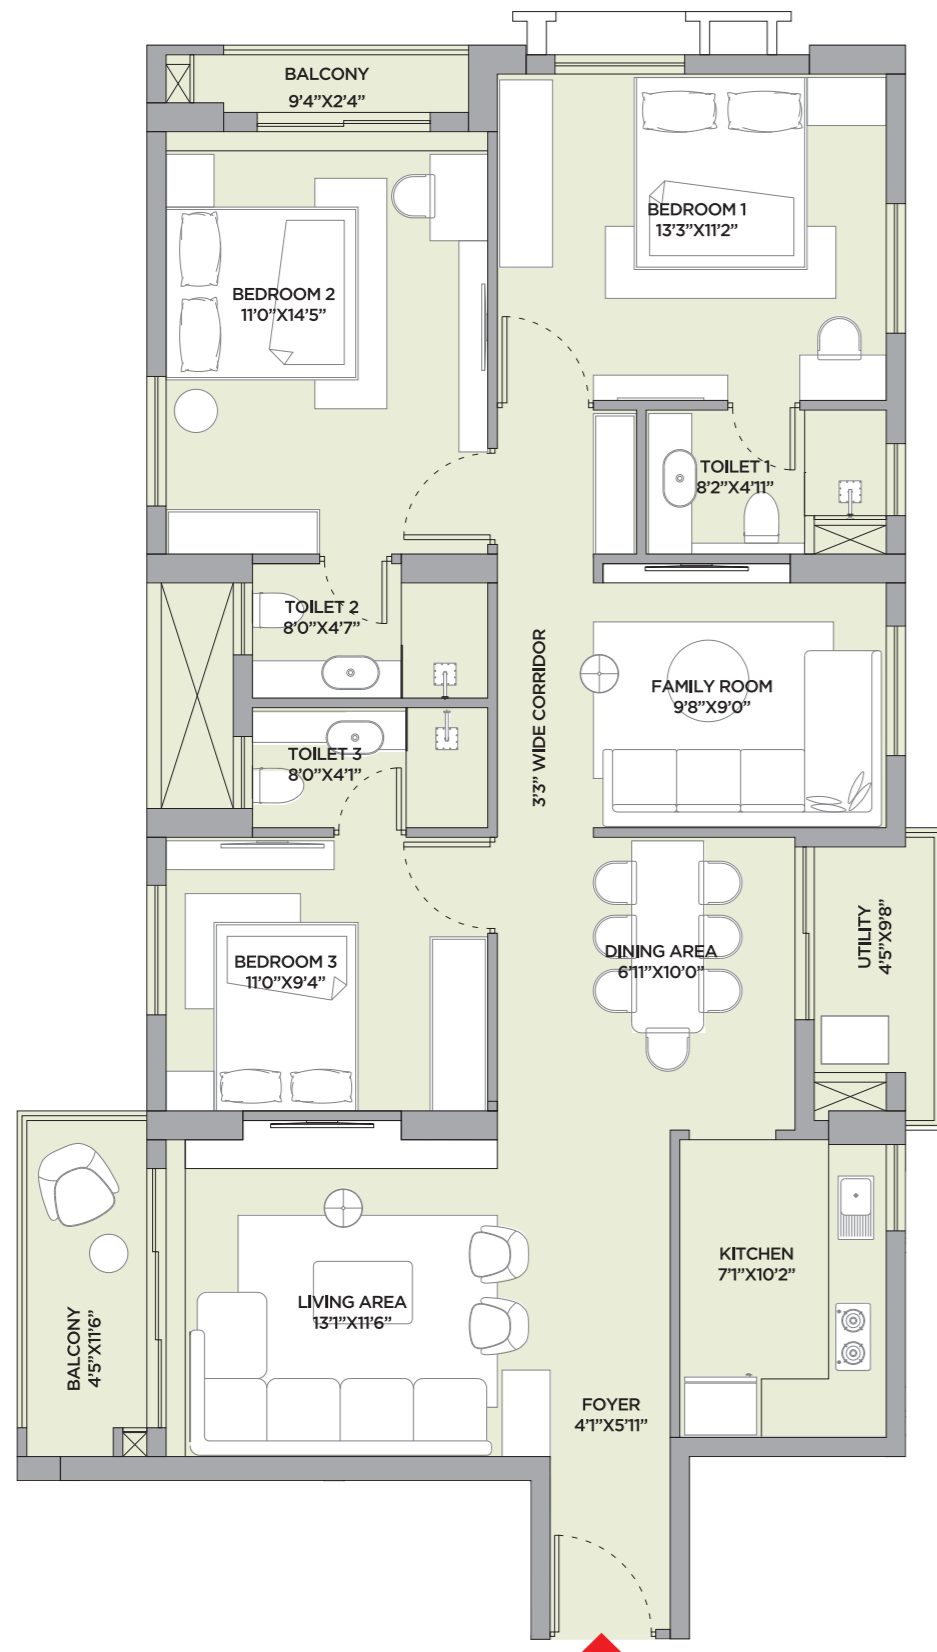 BALCONY
9'4”X2'4”
BEDROOM 1
13'3”X11'2”
BEDROOM 2
11'0”X14'5”
TOILET 1
8'2”X4'11”
TOILET 2
8'0”X4'7”
3'3” WIDE CORRIDOR
FAMILY ROOM
9'8”X9'0”
TOILET 3
8'0”X4'1”
DINING AREA
6'11”X10'0”
UTILITY
4'5”X9'8”
BEDROOM 3
11'0”X9'4”
KITCHEN
7'1”X10'2”
LIVING AREA
13'1”X11'6”
BALCONY
4'5”X11'6”
FOYER
4'1”X5'11”